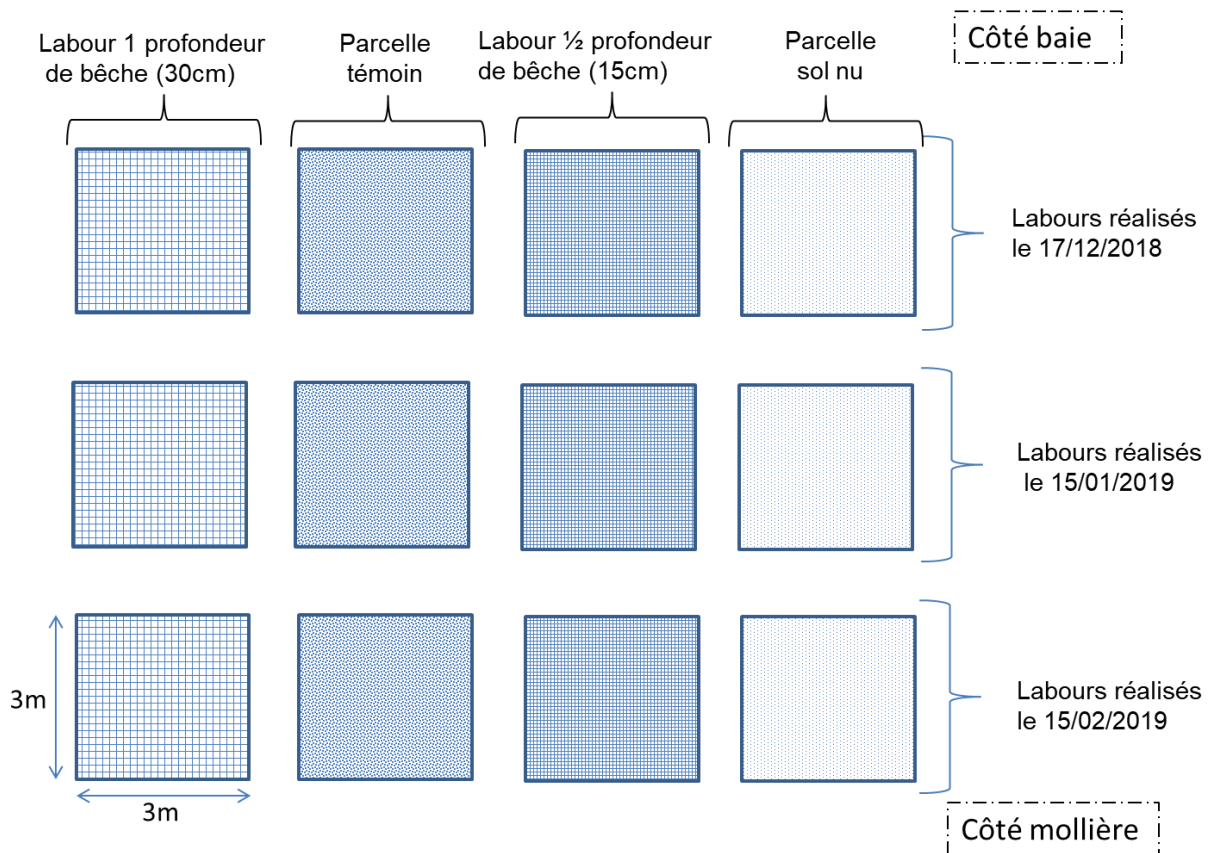 Labour 1 profondeur
de bêche (30cm)
Parcelle
témoin
Labour ½ profondeur
de bêche (15cm)
Parcelle
sol nu
Côté baie
Labours réalisés
le 17/12/2018
Labours réalisés
le 15/01/2019
3m
3m
Labours réalisés
le 15/02/2019
Côté mollière